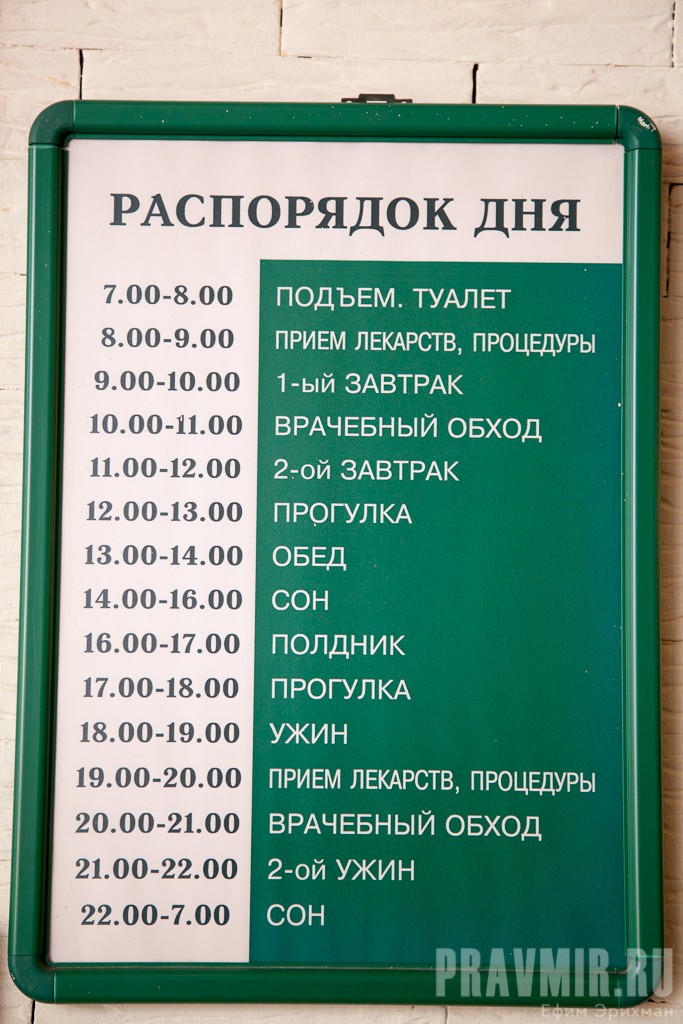 РАСПОРЯДОК ДНЯ
7.00-8.00 ПОДЪЕМ. ТУАЛЕТ
8.00-9.00 ПРИЕМ ЛЕКАРСТВ, ПРОЦЕДУРЫ
9.00-10.00 1-ый ЗАВТРАК
10.00-11.00 ВРАЧЕБНЫЙ ОБХОД
11.00-12.00 2-ой ЗАВТРАК
12.00-13.00 ПРОГУЛКА
13.00-14.00 ОБЕД
14.00-16.00 СОН
16.00-17.00 ПОЛДНИК
17.00-18.00 ПРОГУЛКА
18.00-19.00 УЖИН
19.00-20.00 ПРИЕМ ЛЕКАРСТВ, ПРОЦЕДУРЫ
20.00-21.00 ВРАЧЕБНЫЙ ОБХОД
21.00-22.00 2-ой УЖИН
22.00-7.00 СОН
PRAVMIR.RU
Ефим Эрихман